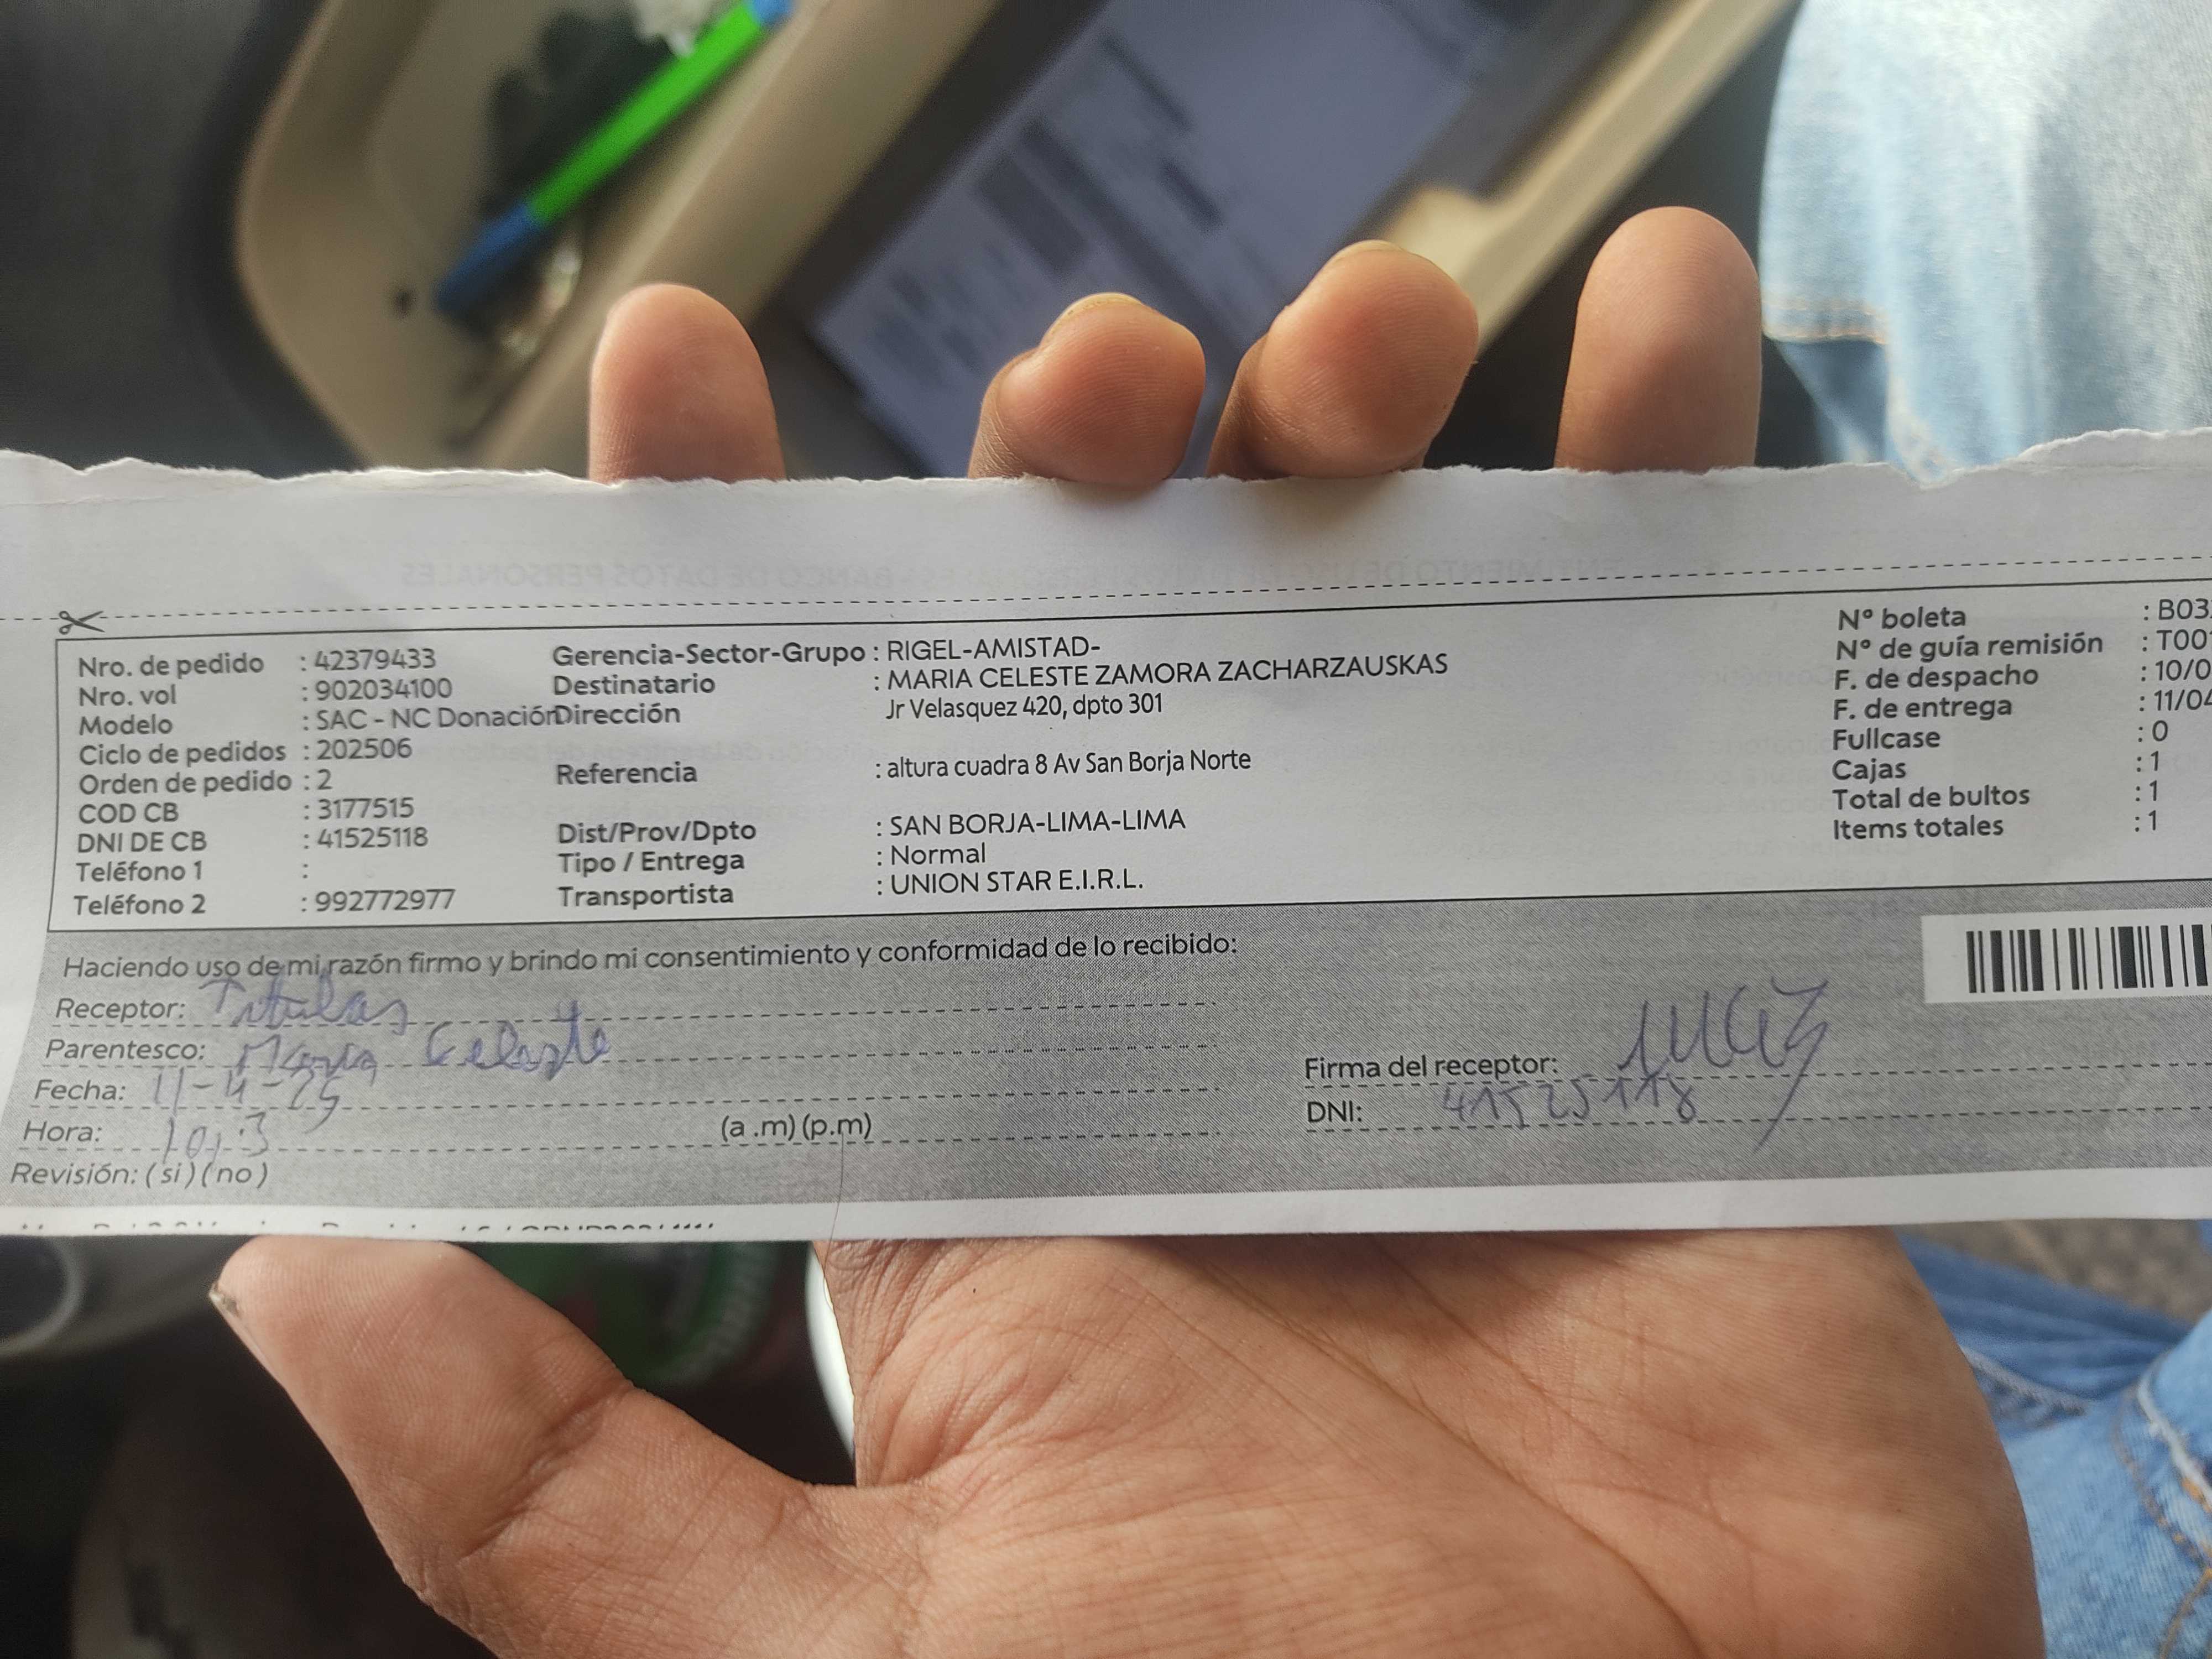 Nro. de pedido : 42379433
Nro. vol : 902034100
Modelo : SAC - NC Donación
Ciclo de pedidos : 202506
Orden de pedido : 2
COD CB : 3177515
DNI DE CB : 41525118
Teléfono 1 :
Teléfono 2 : 992772977
Gerencia-Sector-Grupo : RIGEL-AMISTAD-
Destinatario : MARIA CELESTE ZAMORA ZACHARZAUSKAS
Dirección Jr Velasquez 420, dpto 301
Referencia : altura cuadra 8 Av San Borja Norte
Dist/Prov/Dpto : SAN BORJA-LIMA-LIMA
Tipo / Entrega : Normal
Transportista : UNION STAR E.I.R.L.
N° boleta : B03
N° de guía remisión : T00
F. de despacho : 10/0
F. de entrega : 11/04
Fullcase : 0
Cajas : 1
Total de bultos : 1
Items totales : 1
Haciendo uso de mi razón firmo y brindo mi consentimiento y conformidad de lo recibido:
Receptor: Titular
Parentesco: Maria Celeste
Fecha: 11-4-25
Hora: (a .m) (p.m)
Revisión: ( si ) ( no )
Firma del receptor:
DNI: 41525118